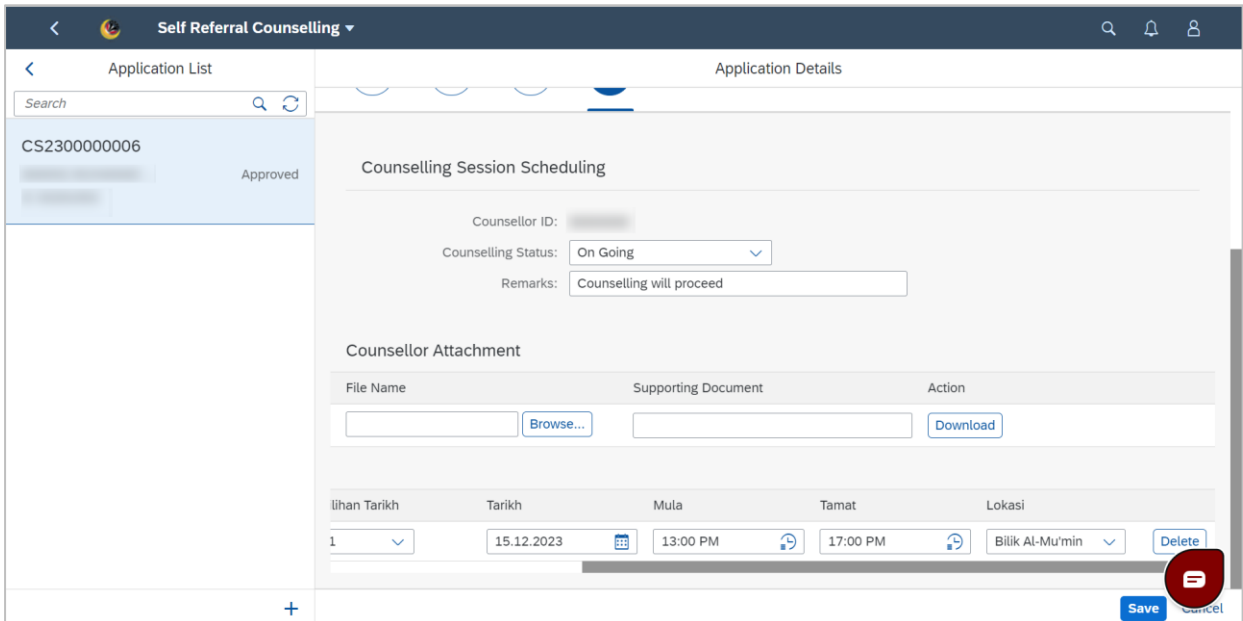 Self Referral Counselling
Application List
Application Details
Search
CS2300000006
Approved
Counselling Session Scheduling
Counsellor ID:
Counselling Status: On Going
Remarks: Counselling will proceed
Counsellor Attachment
File Name Supporting Document Action
Browse... Download
lihan Tarikh Tarikh Mula Tamat Lokasi
1 15.12.2023 13:00 PM 17:00 PM Bilik Al-Mu'min Delete
Save Cancel